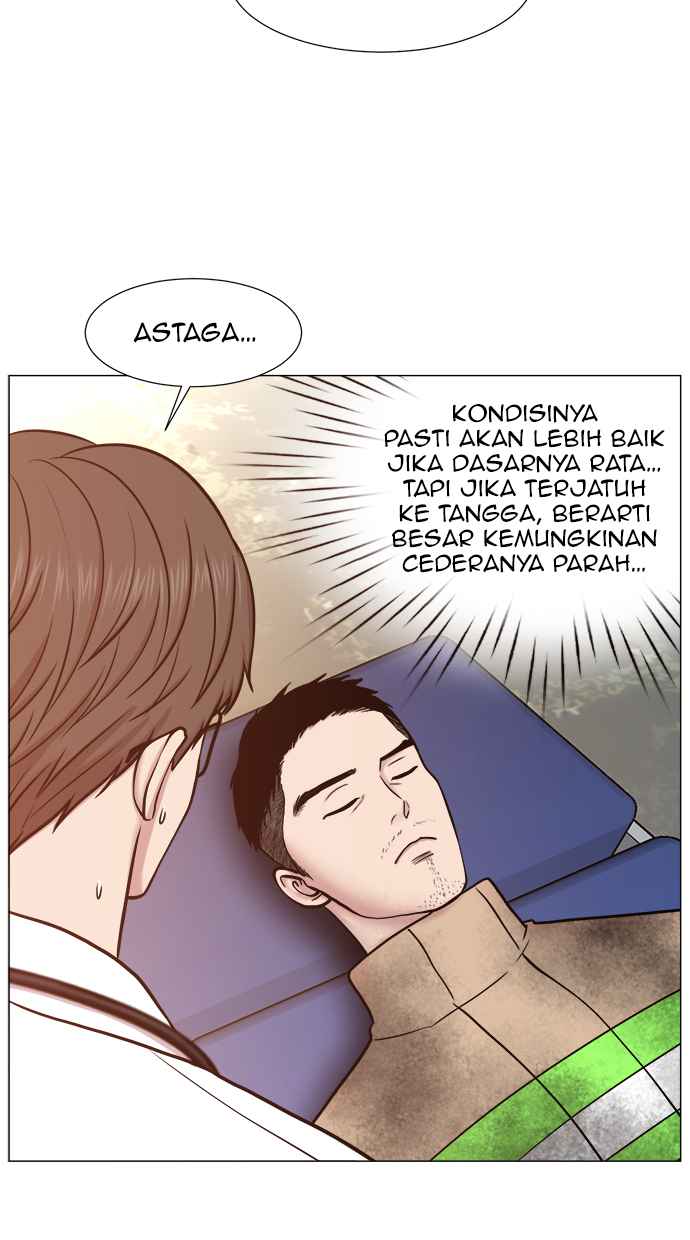 ASTAGA...
KONDISINYA
PASTI AKAN LEBIH BAIK
JIKA DASARNYA RATA...
TAPI JIKA TERJATUH
KE TANGGA, BERARTI
BESAR KEMUNGKINAN
CEDERANYA PARAH...